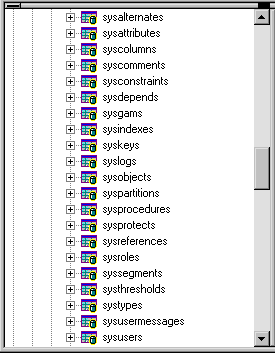 sysalternates
sysattributes
syscolumns
syscomments
sysconstraints
sysdepends
sysgams
sysindexes
syskeys
syslogs
sysobjects
syspartitions
sysprocedures
sysprotects
sysreferences
sysroles
syssegments
systhresholds
systypes
sysusermessages
sysusers